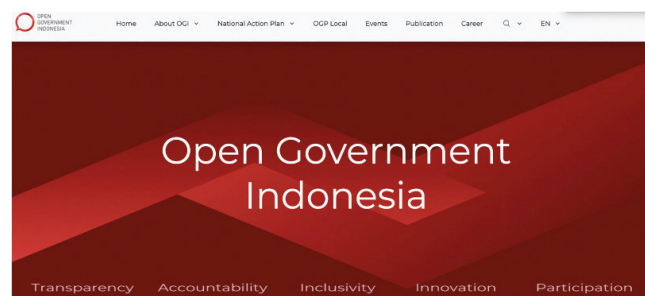 OPEN
GOVERNMENT
INDONESIA
Home About OGI National Action Plan OGP Local Events Publication Career EN
Open Government
Indonesia
Transparency Accountability Inclusivity Innovation Participation